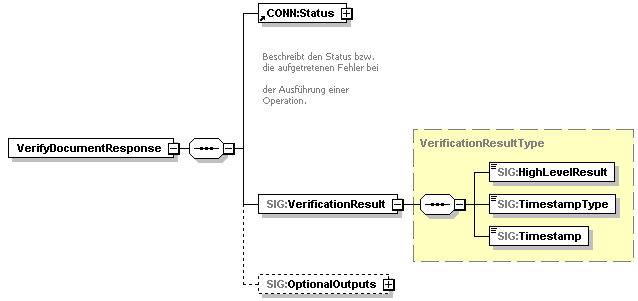 CONN:Status
Beschreibt den Status bzw.
die aufgetretenen Fehler bei
der Ausführung einer
Operation.
VerifyDocumentResponse
VerificationResultType
SIG:HighLevelResult
SIG:VerificationResult
SIG:TimestampType
SIG:Timestamp
SIG:OptionalOutputs